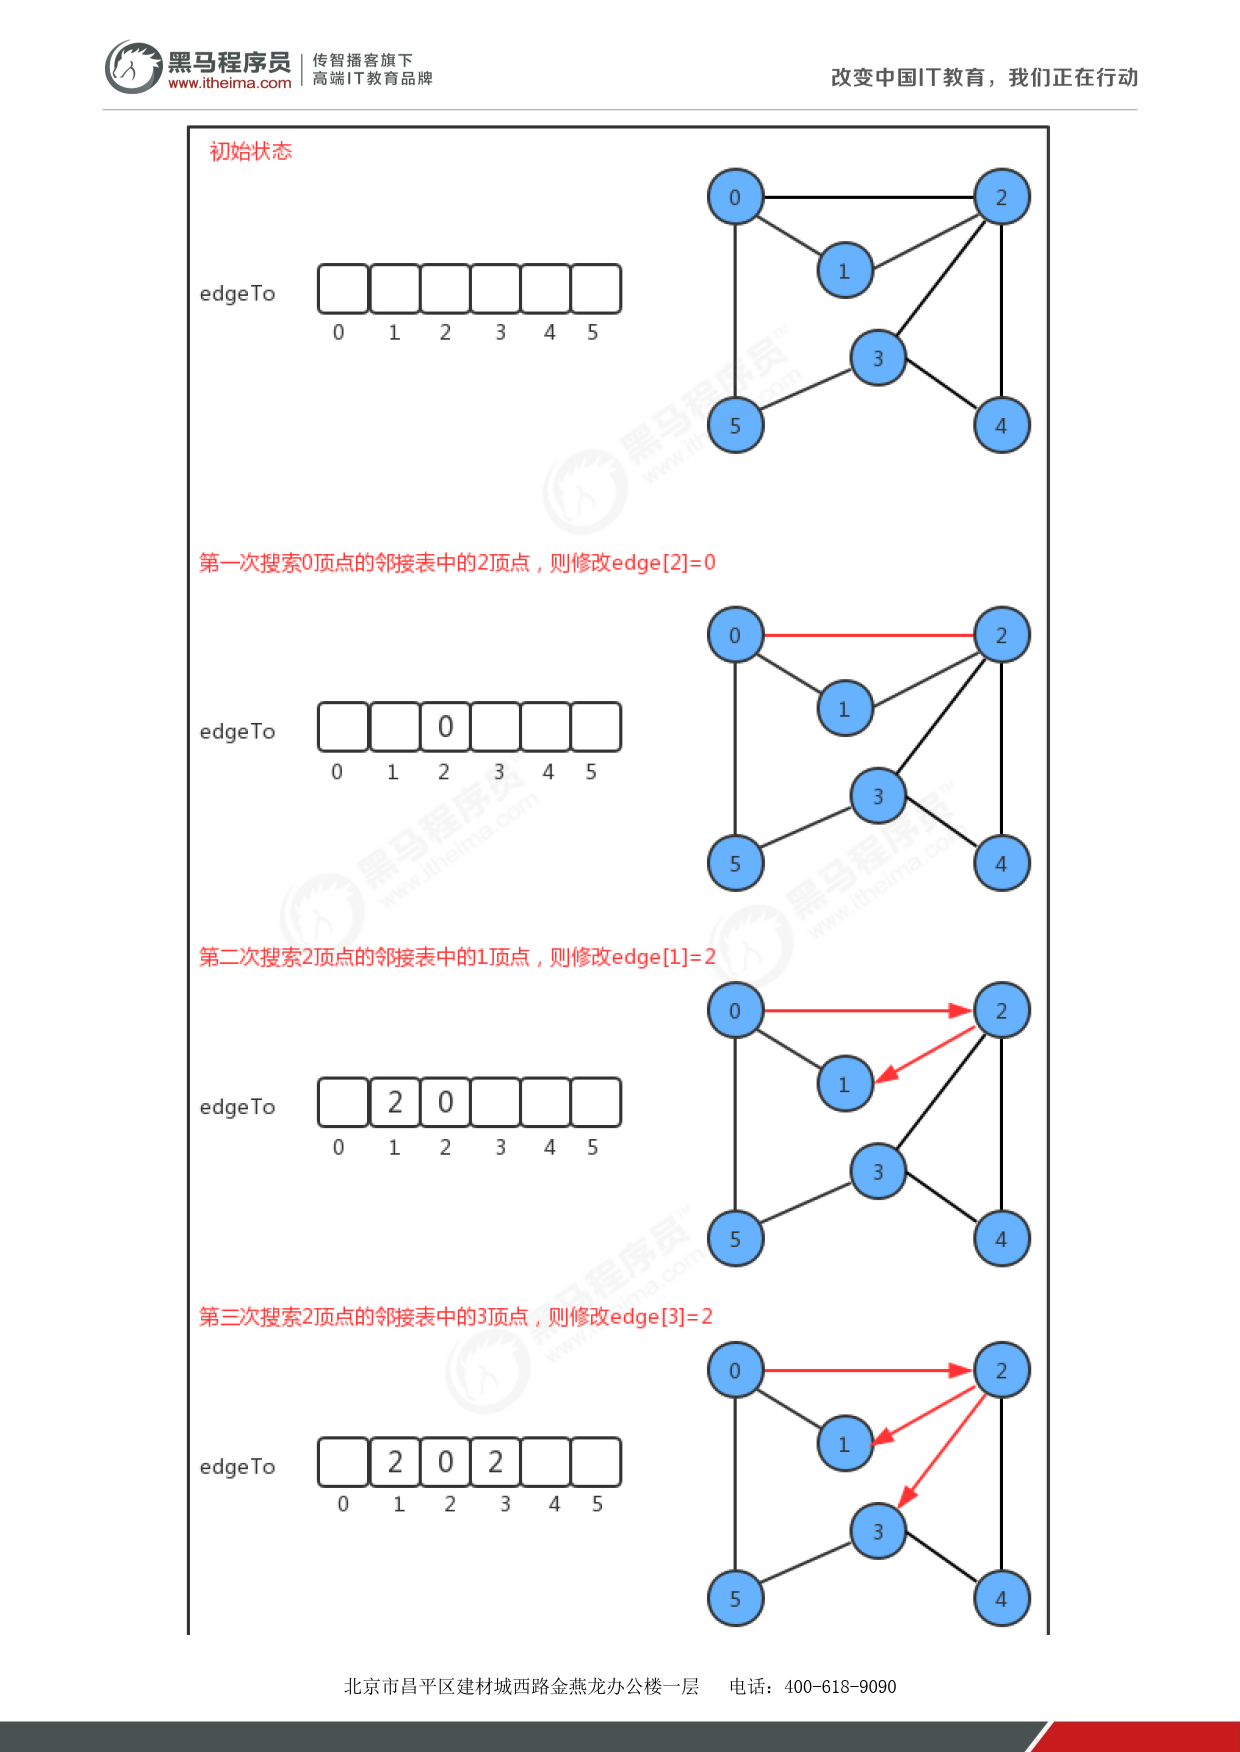 黑马程序员
www.itheima.com
传智播客旗下
高端IT教育品牌
改变中国IT教育，我们正在行动
初始状态
0 2
1
edgeTo
0 1 2 3 4 5
3
5 4
第一次搜索0顶点的邻接表中的2顶点，则修改edge[2]=0
0 2
1
edgeTo 0
0 1 2 3 4 5
3
5 4
第二次搜索2顶点的邻接表中的1顶点，则修改edge[1]=2
0 2
1
edgeTo 2 0
0 1 2 3 4 5
3
5 4
第三次搜索2顶点的邻接表中的3顶点，则修改edge[3]=2
0 2
1
edgeTo 2 0 2
0 1 2 3 4 5
3
5 4
北京市昌平区建材城西路金燕龙办公楼一层 电话：400-618-9090